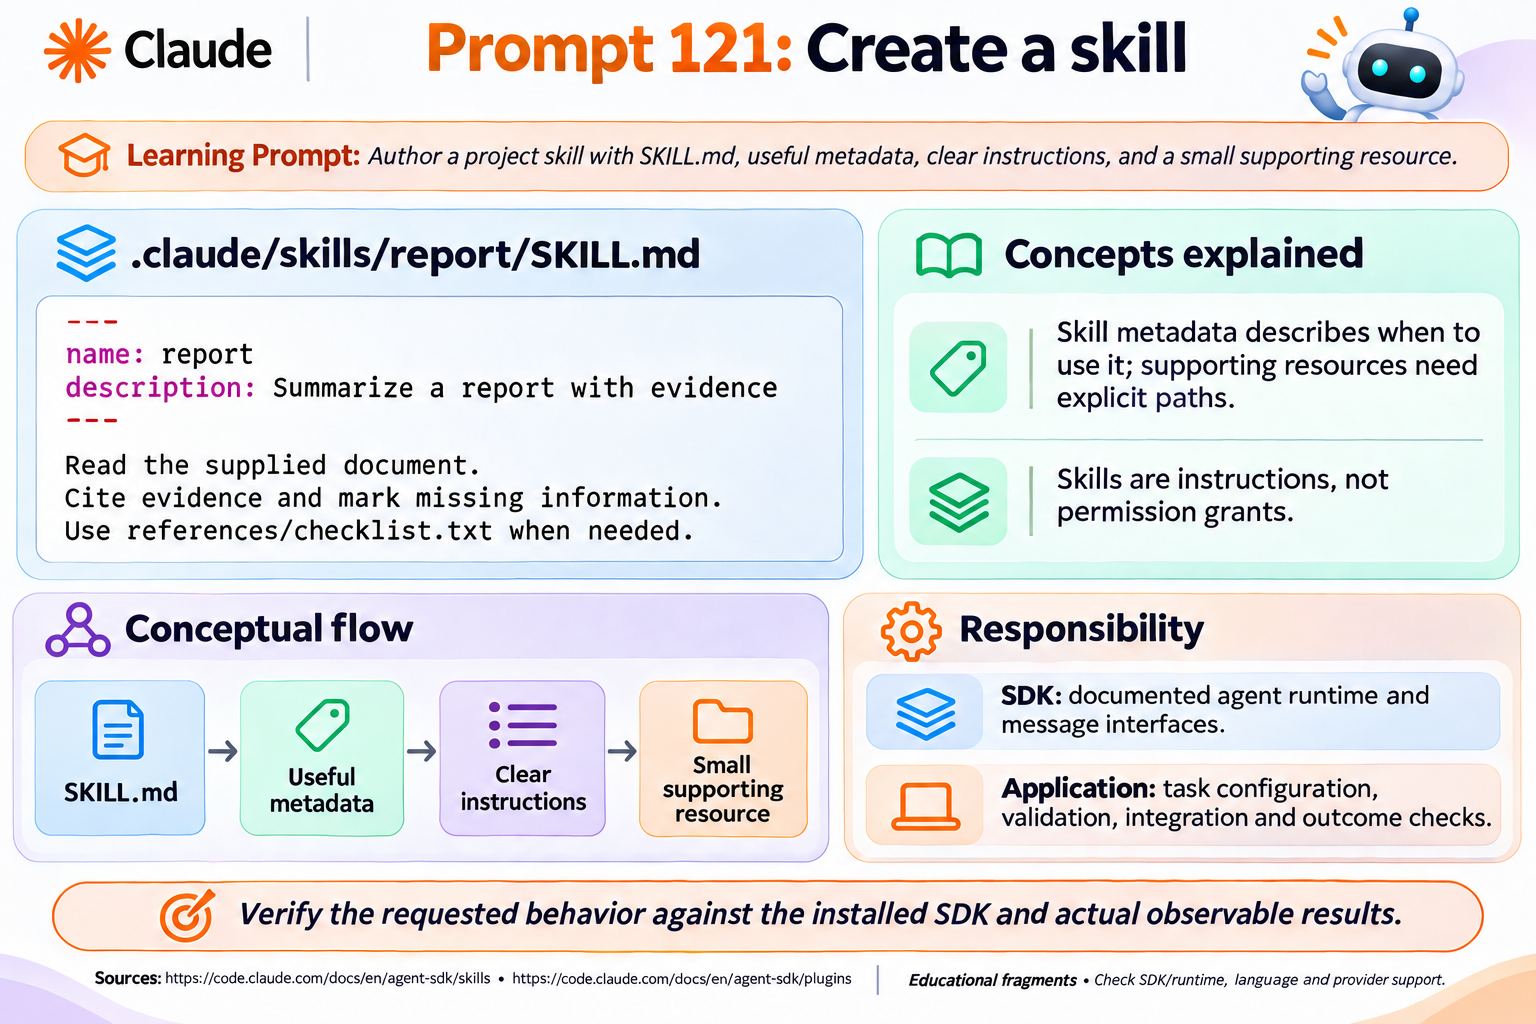 Claude
Prompt 121: Create a skill
Learning Prompt: Author a project skill with SKILL.md, useful metadata, clear instructions, and a small supporting resource.
.claude/skills/report/SKILL.md
---
name: report
description: Summarize a report with evidence
---
Read the supplied document.
Cite evidence and mark missing information.
Use references/checklist.txt when needed.
Concepts explained
Skill metadata describes when to
use it; supporting resources need
explicit paths.
Skills are instructions, not
permission grants.
Conceptual flow
SKILL.md
Useful
metadata
Clear
instructions
Small
supporting
resource
Responsibility
SDK: documented agent runtime and
message interfaces.
Application: task configuration,
validation, integration and outcome checks.
Verify the requested behavior against the installed SDK and actual observable results.
Sources: https://code.claude.com/docs/en/agent-sdk/skills • https://code.claude.com/docs/en/agent-sdk/plugins
Educational fragments • Check SDK/runtime, language and provider support.